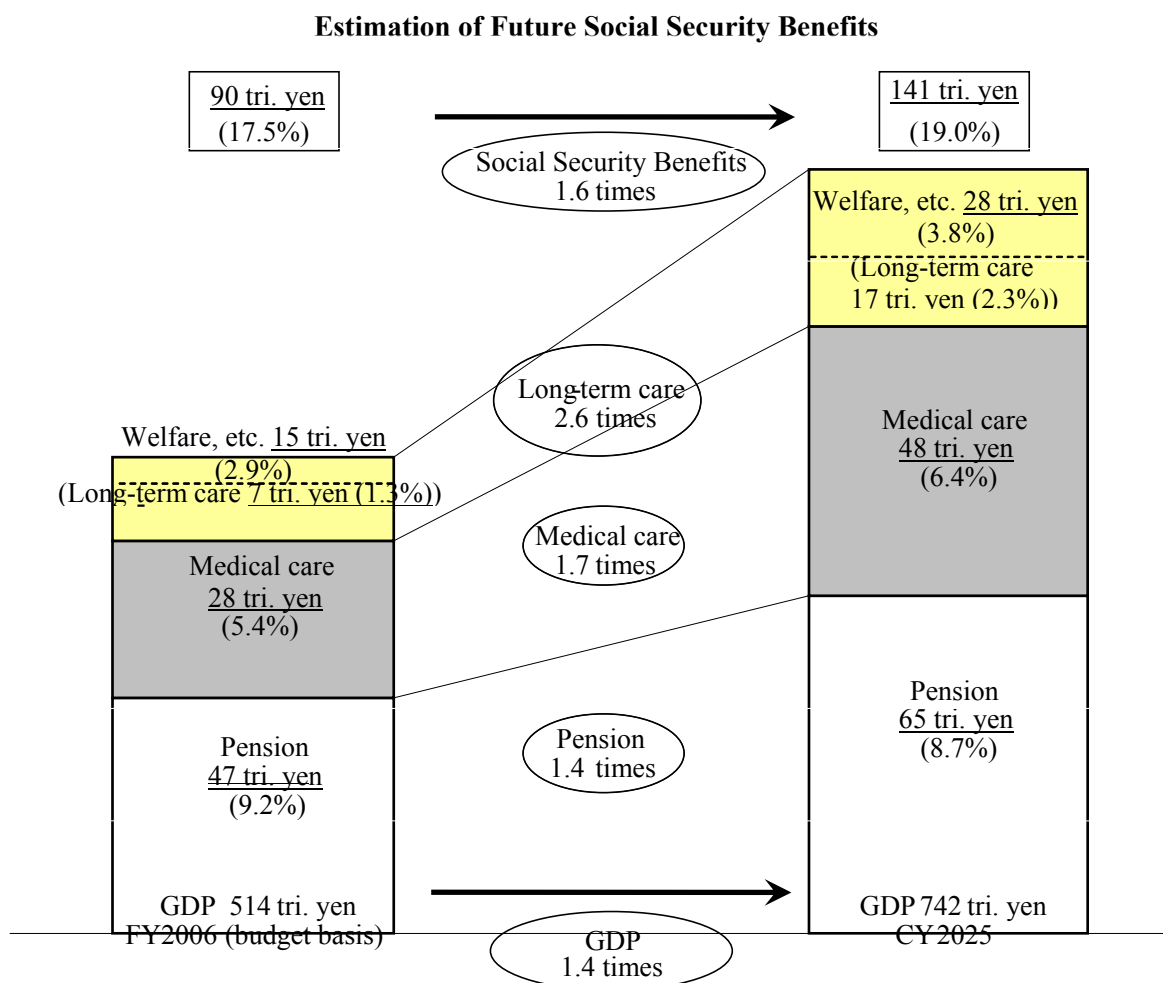 Estimation of Future Social Security Benefits
90 tri. yen
(17.5%)
141 tri. yen
(19.0%)
Social Security Benefits
1.6 times
Welfare, etc. 28 tri. yen
(3.8%)
(Long-term care
17 tri. yen (2.3%))
Long-term care
2.6 times
Welfare, etc. 15 tri. yen
(2.9%)
(Long-term care 7 tri. yen (1.3%))
Medical care
48 tri. yen
(6.4%)
Medical care
1.7 times
Medical care
28 tri. yen
(5.4%)
Pension
65 tri. yen
(8.7%)
Pension
1.4 times
Pension
47 tri. yen
(9.2%)
GDP 514 tri. yen
FY2006 (budget basis)
GDP 742 tri. yen
CY2025
GDP
1.4 times